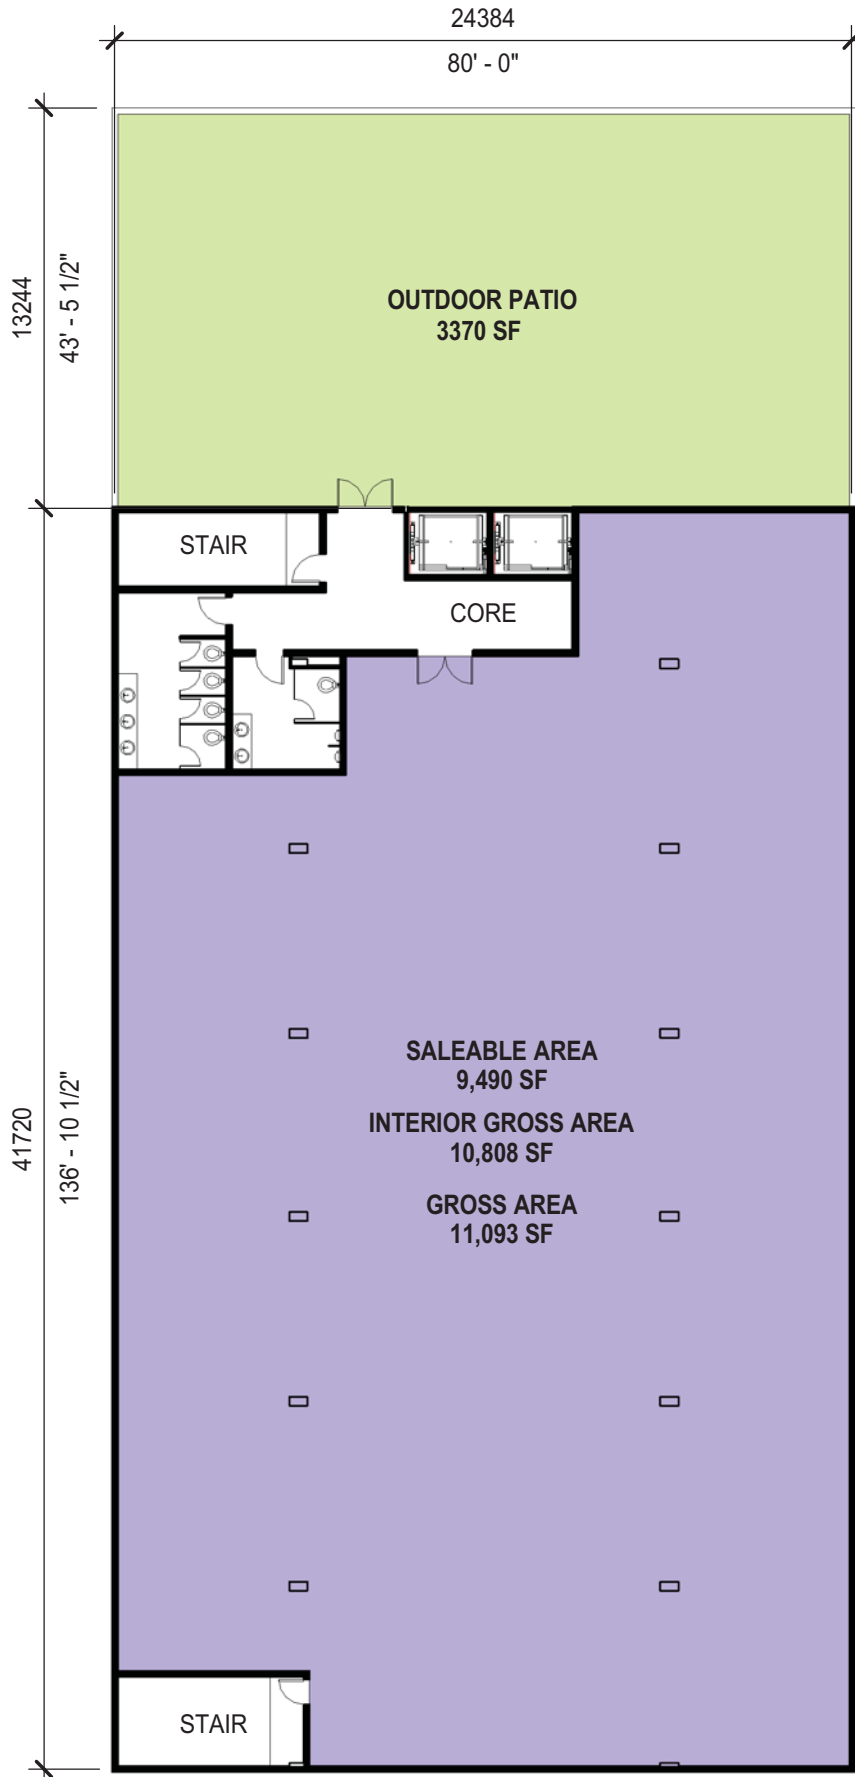 24384
80' - 0"
13244
43' - 5 1/2"
OUTDOOR PATIO
3370 SF
STAIR
CORE
41720
136' - 10 1/2"
SALEABLE AREA
9,490 SF
INTERIOR GROSS AREA
10,808 SF
GROSS AREA
11,093 SF
STAIR